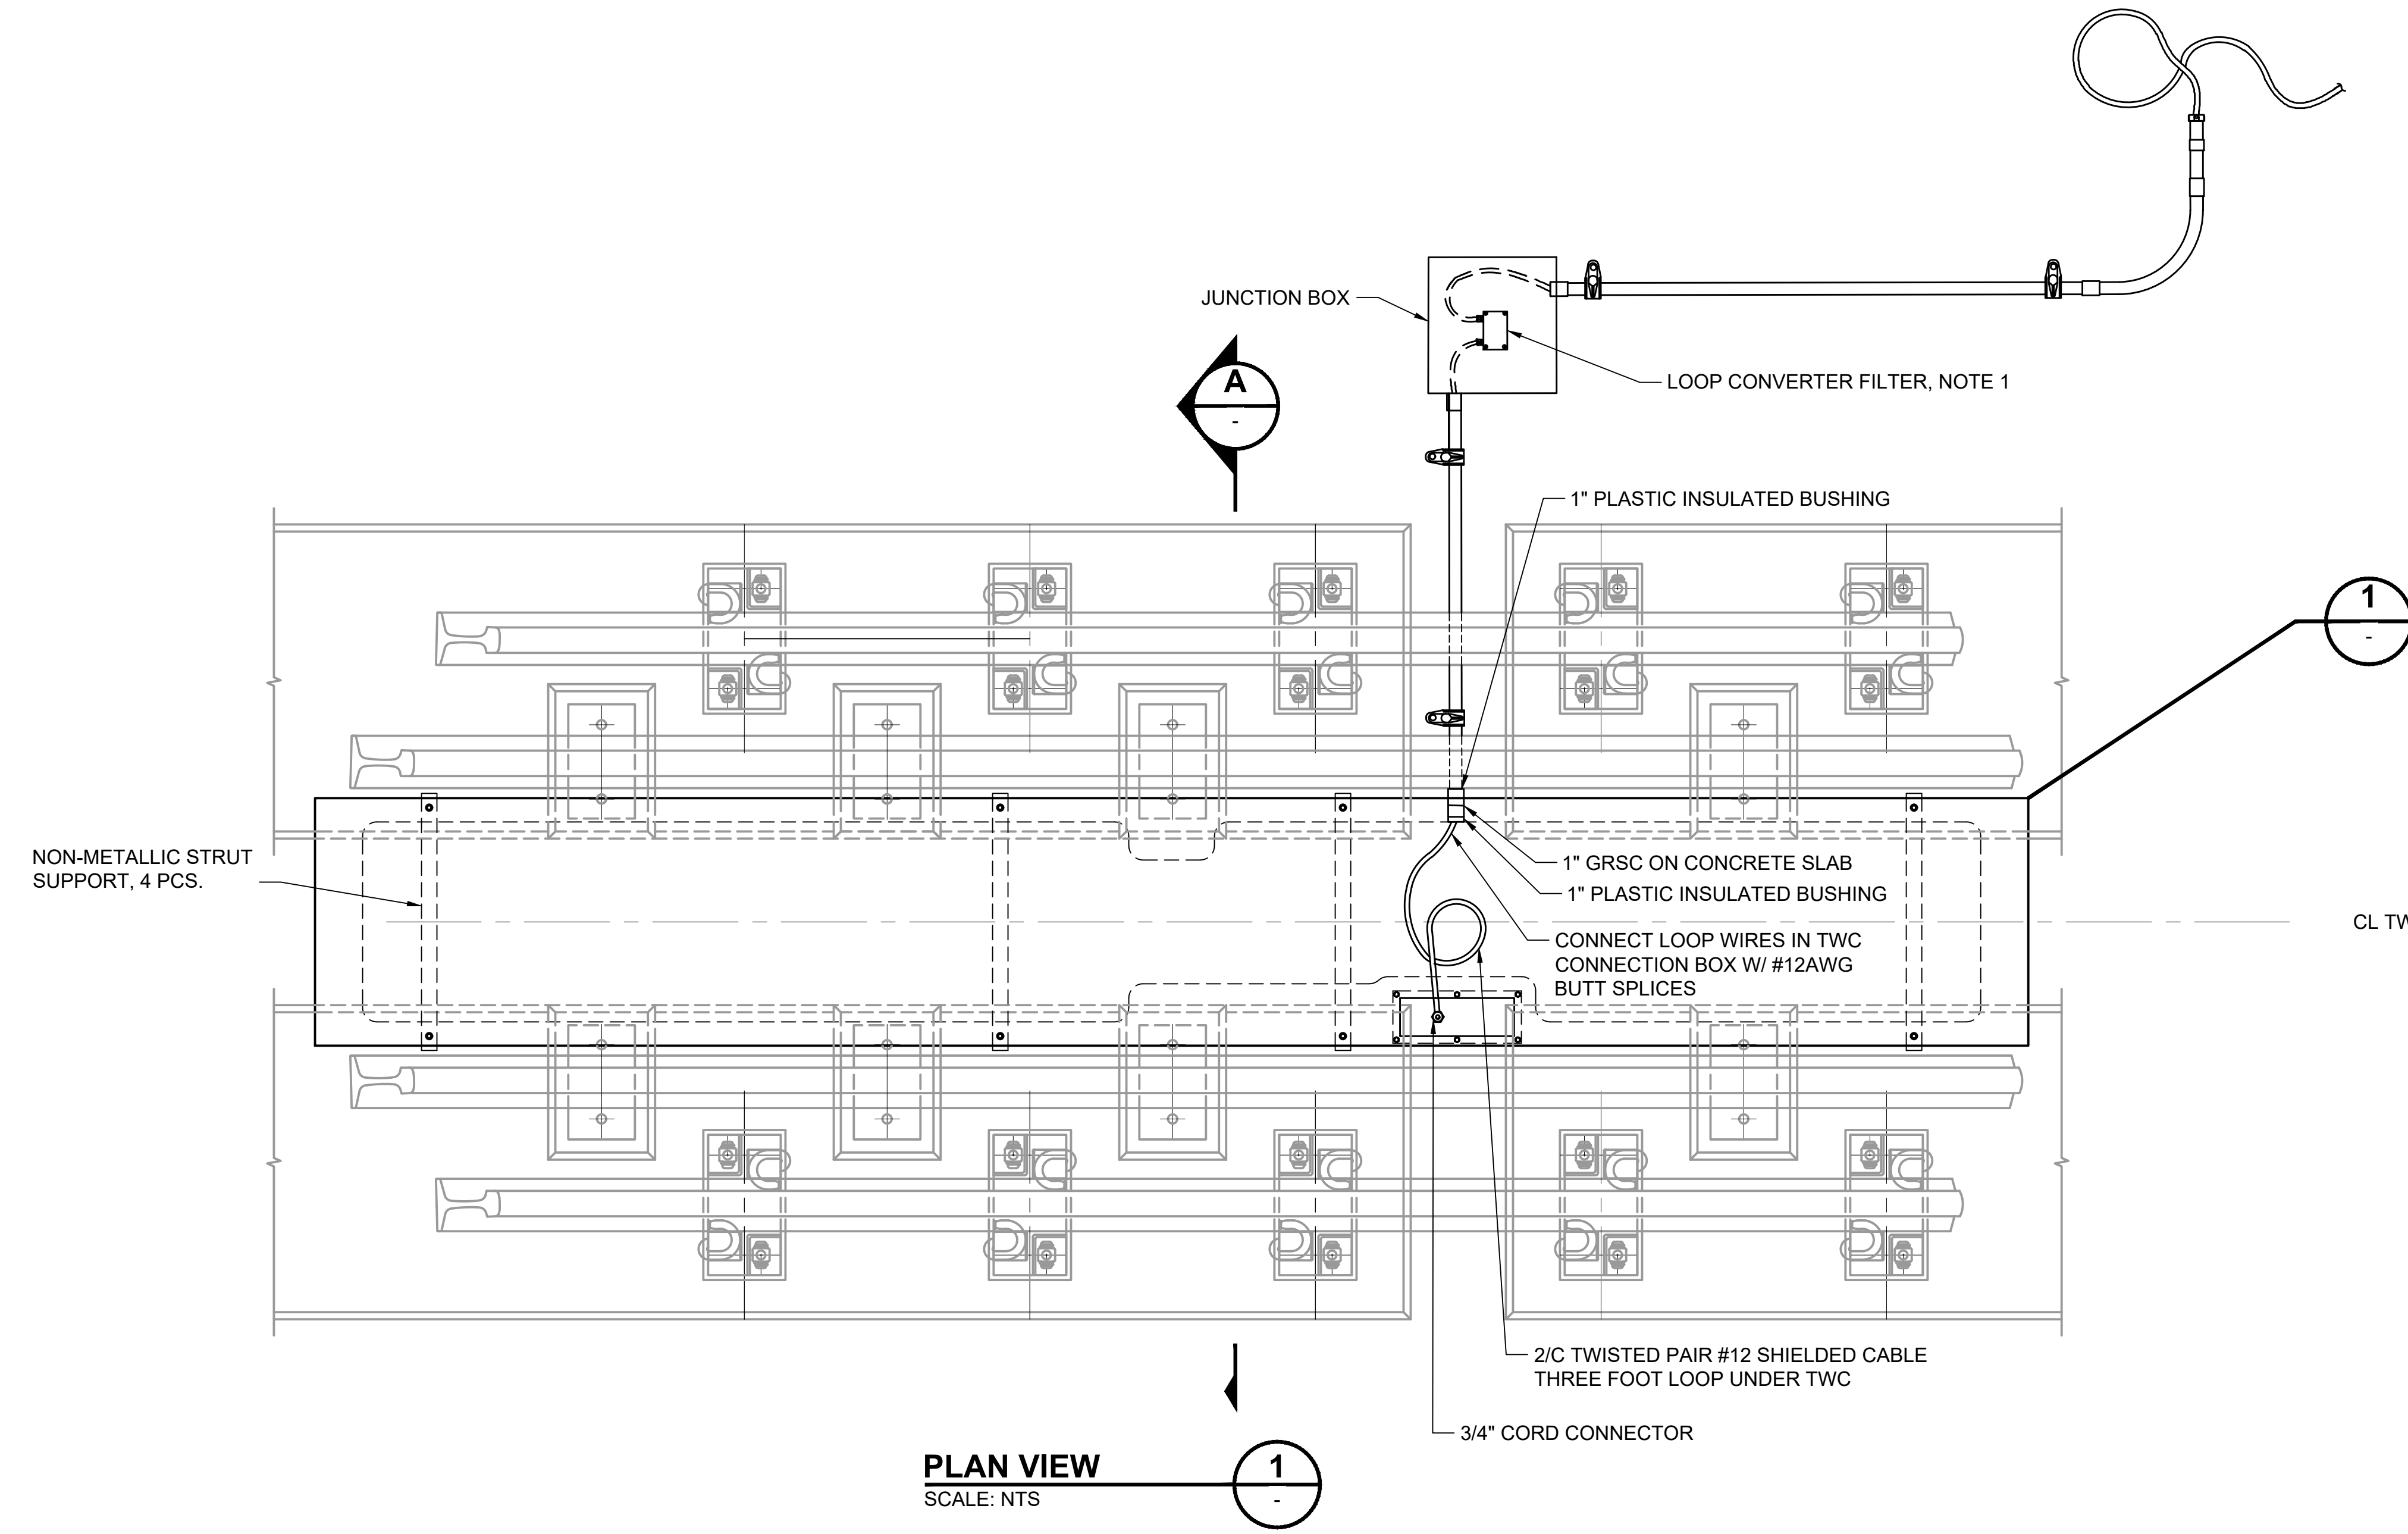 JUNCTION BOX
LOOP CONVERTER FILTER, NOTE 1
A
-
1" PLASTIC INSULATED BUSHING
1
-
NON-METALLIC STRUT
SUPPORT, 4 PCS.
1" GRSC ON CONCRETE SLAB
1" PLASTIC INSULATED BUSHING
CL TW
CONNECT LOOP WIRES IN TWC
CONNECTION BOX W/ #12AWG
BUTT SPLICES
2/C TWISTED PAIR #12 SHIELDED CABLE
THREE FOOT LOOP UNDER TWC
3/4" CORD CONNECTOR
PLAN VIEW
SCALE: NTS
1
-